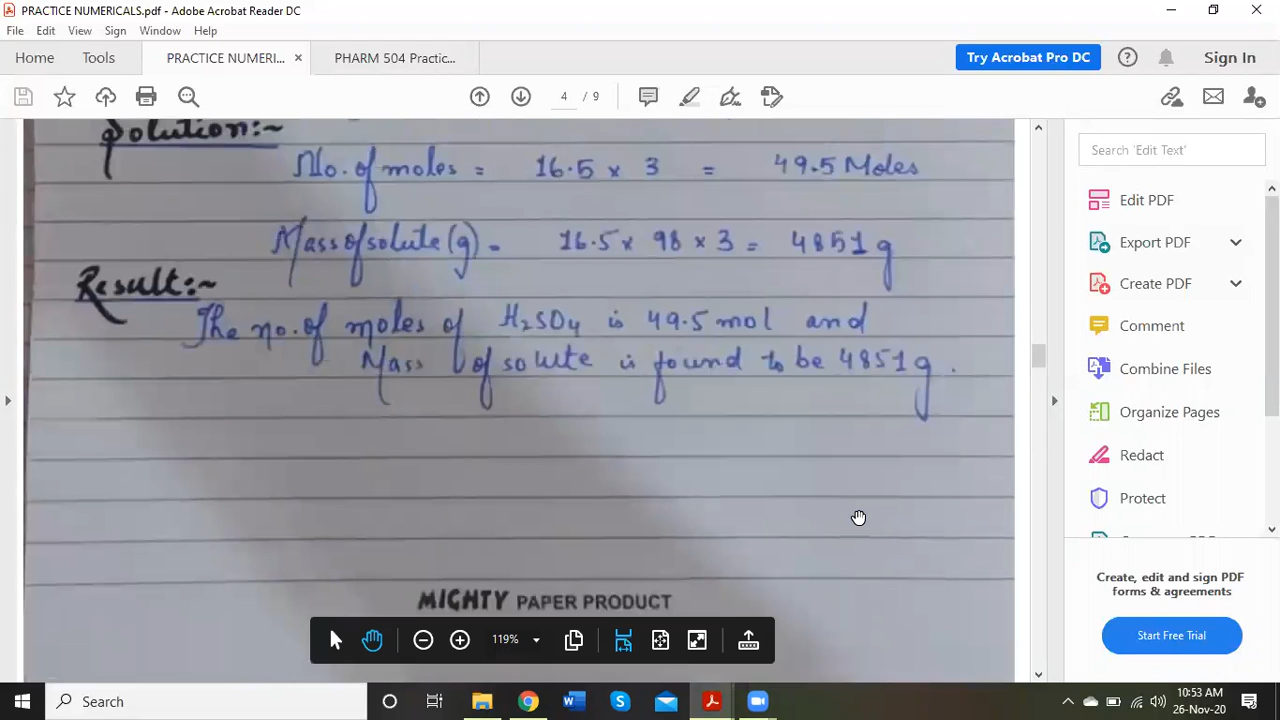 PRACTICE NUMERICALS.pdf - Adobe Acrobat Reader DC
File Edit View Sign Window Help
Home Tools PRACTICE NUMERI... × PHARM 504 Practic... Try Acrobat Pro DC Sign In
4 / 9
Solution:~
No. of moles = 16.5 x 3 = 49.5 Moles
Mass of solute (g) = 16.5 x 98 x 3 = 4851 g
Result:~
The no. of moles of H₂SO₄ is 49.5 mol and
Mass of solute is found to be 4851 g.
MIGHTY PAPER PRODUCT
119%
Search 'Edit Text'
Edit PDF
Export PDF
Create PDF
Comment
Combine Files
Organize Pages
Redact
Protect
Create, edit and sign PDF
forms & agreements
Start Free Trial
Search
10:53 AM
26-Nov-20